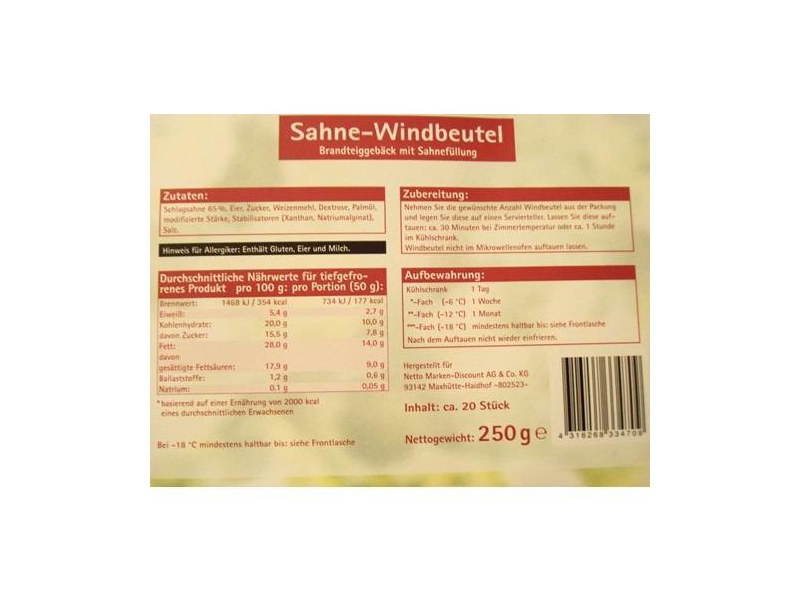 Sahne-Windbeutel
Brandteiggebäck mit Sahnefüllung
Zutaten:
Schlagsahne 65 %, Eier, Zucker, Weizenmehl, Dextrose, Palmöl,
modifizierte Stärke, Stabilisatoren (Xanthan, Natriumalginat),
Salz.
Hinweis für Allergiker: Enthält Gluten, Eier und Milch.
Durchschnittliche Nährwerte für tiefgefro-
renes Produkt pro 100 g: pro Portion (50 g):
Brennwert: 1468 kJ / 354 kcal 734 kJ / 177 kcal
Eiweiß: 5,4 g 2,7 g
Kohlenhydrate: 20,0 g 10,0 g
davon Zucker: 15,5 g 7,8 g
Fett: 28,0 g 14,0 g
davon
gesättigte Fettsäuren: 17,9 g 9,0 g
Ballaststoffe: 1,2 g 0,6 g
Natrium: 0,1 g 0,05 g
*basierend auf einer Ernährung von 2000 kcal
eines durchschnittlichen Erwachsenen
Bei -18 °C mindestens haltbar bis: siehe Frontlasche
Zubereitung:
Nehmen Sie die gewünschte Anzahl Windbeutel aus der Packung
und legen Sie diese auf einen Servierteller. Lassen Sie diese auf-
tauen: ca. 30 Minuten bei Zimmertemperatur oder ca. 1 Stunde
im Kühlschrank.
Windbeutel nicht im Mikrowellenofen auftauen lassen.
Aufbewahrung:
Kühlschrank 1 Tag
*-Fach (-6 °C) 1 Woche
**-Fach (-12 °C) 1 Monat
***-Fach (-18 °C) mindestens haltbar bis: siehe Frontlasche
Nach dem Auftauen nicht wieder einfrieren.
Hergestellt für
Netto Marken-Discount AG & Co. KG
93142 Maxhütte-Haidhof -802523-
Inhalt: ca. 20 Stück
Nettogewicht: 250 g e
4 316268 334709